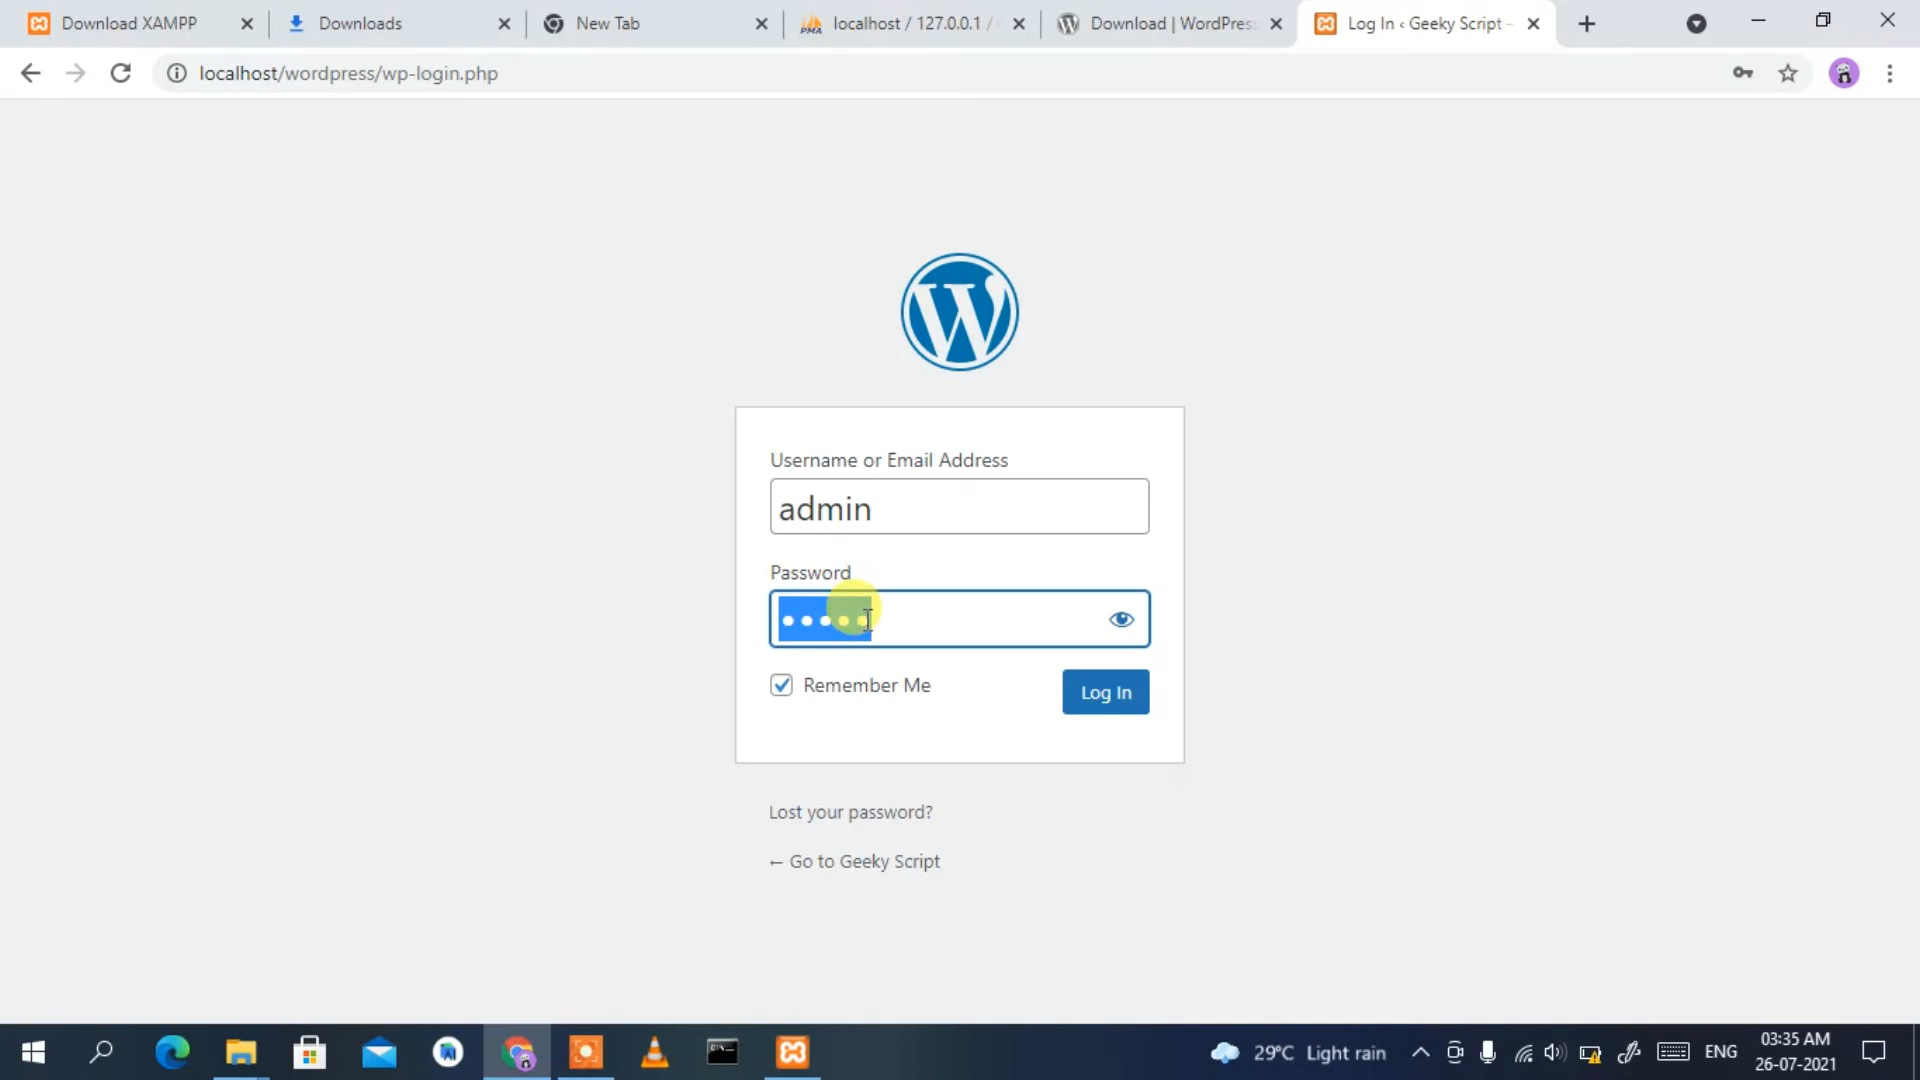 Download XAMPP
Downloads
New Tab
localhost / 127.0.0.1 /
Download | WordPres
Log In ‹ Geeky Script –
localhost/wordpress/wp-login.php
Username or Email Address
admin
Password
Remember Me
Log In
Lost your password?
← Go to Geeky Script
29°C Light rain
ENG
03:35 AM
26-07-2021